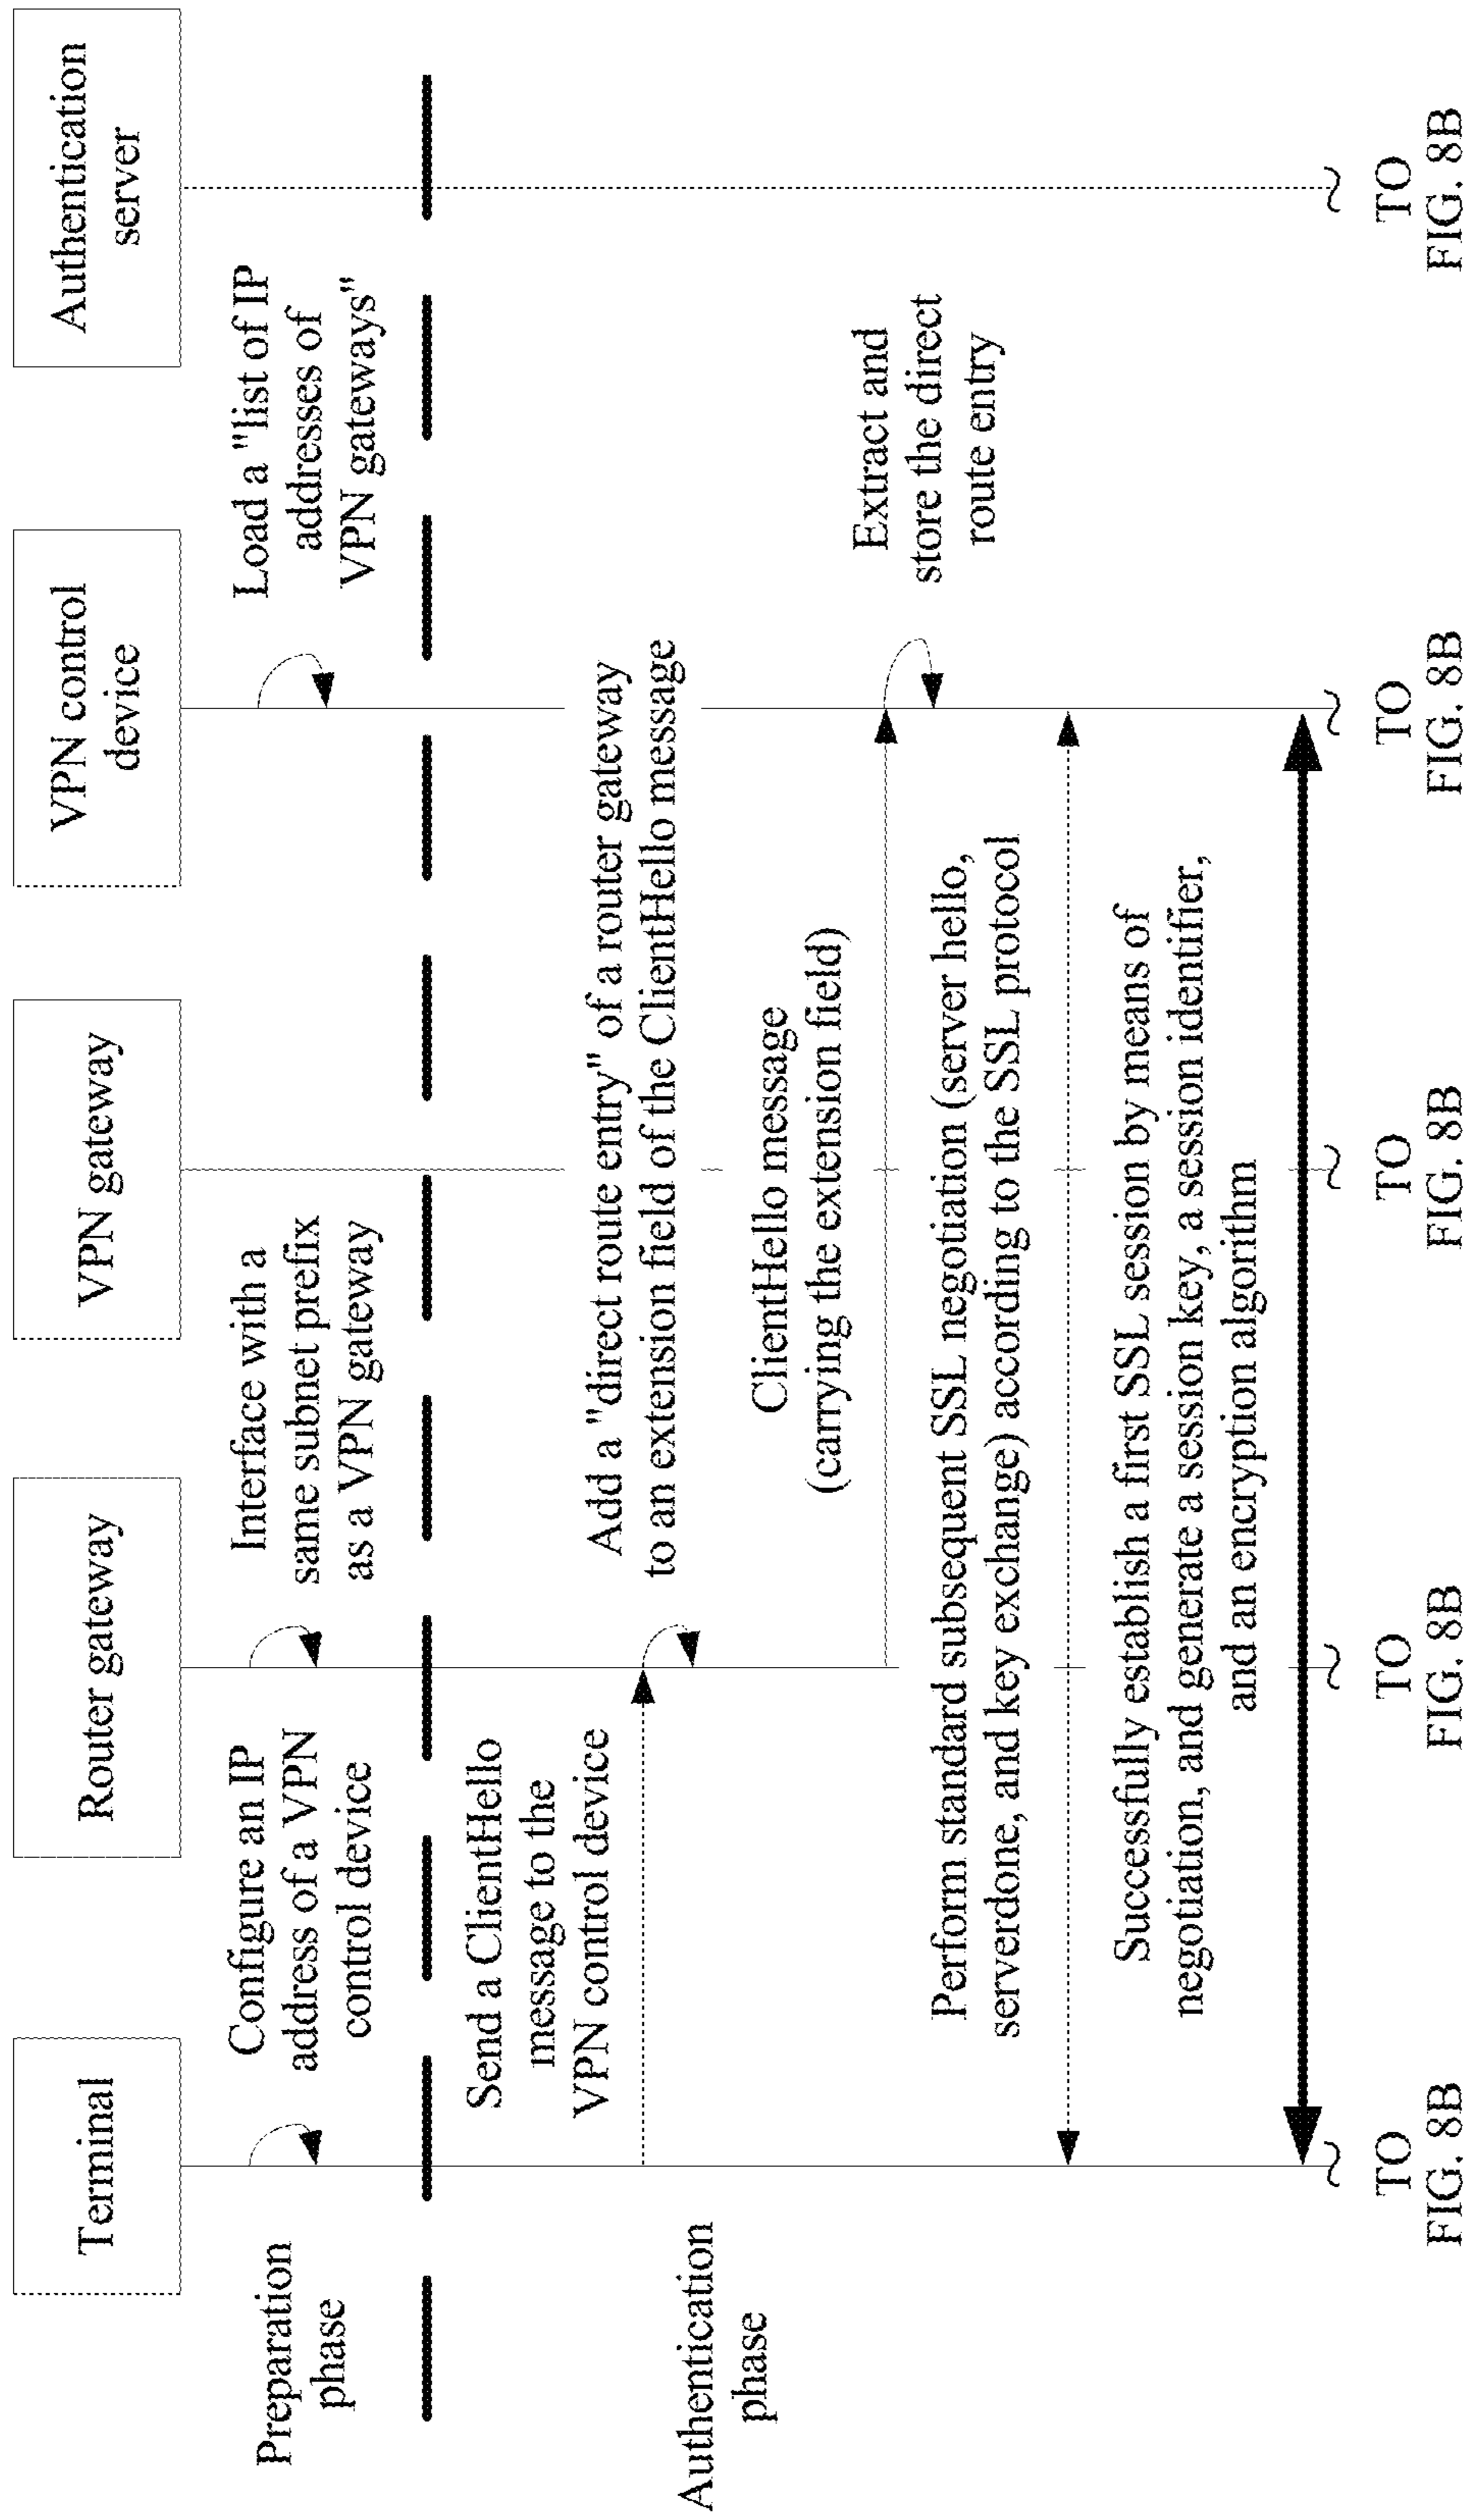 Terminal
Router gateway
VPN gateway
VPN control
device
Authentication
server
Preparation
phase
Configure an IP
address of a VPN
control device
Interface with a
same subnet prefix
as a VPN gateway
Load a "list of IP
addresses of
VPN gateways"
Authentication
phase
Send a ClientHello
message to the
VPN control device
Add a "direct route entry" of a router gateway
to an extension field of the ClientHello message
ClientHello message
(carrying the extension field)
Extract and
store the direct
route entry
Perform standard subsequent SSL negotiation (server hello,
serverdone, and key exchange) according to the SSL protocol
Successfully establish a first SSL session by means of
negotiation, and generate a session key, a session identifier,
and an encryption algorithm
TO
FIG. 8B
TO
FIG. 8B
TO
FIG. 8B
TO
FIG. 8B
TO
FIG. 8B